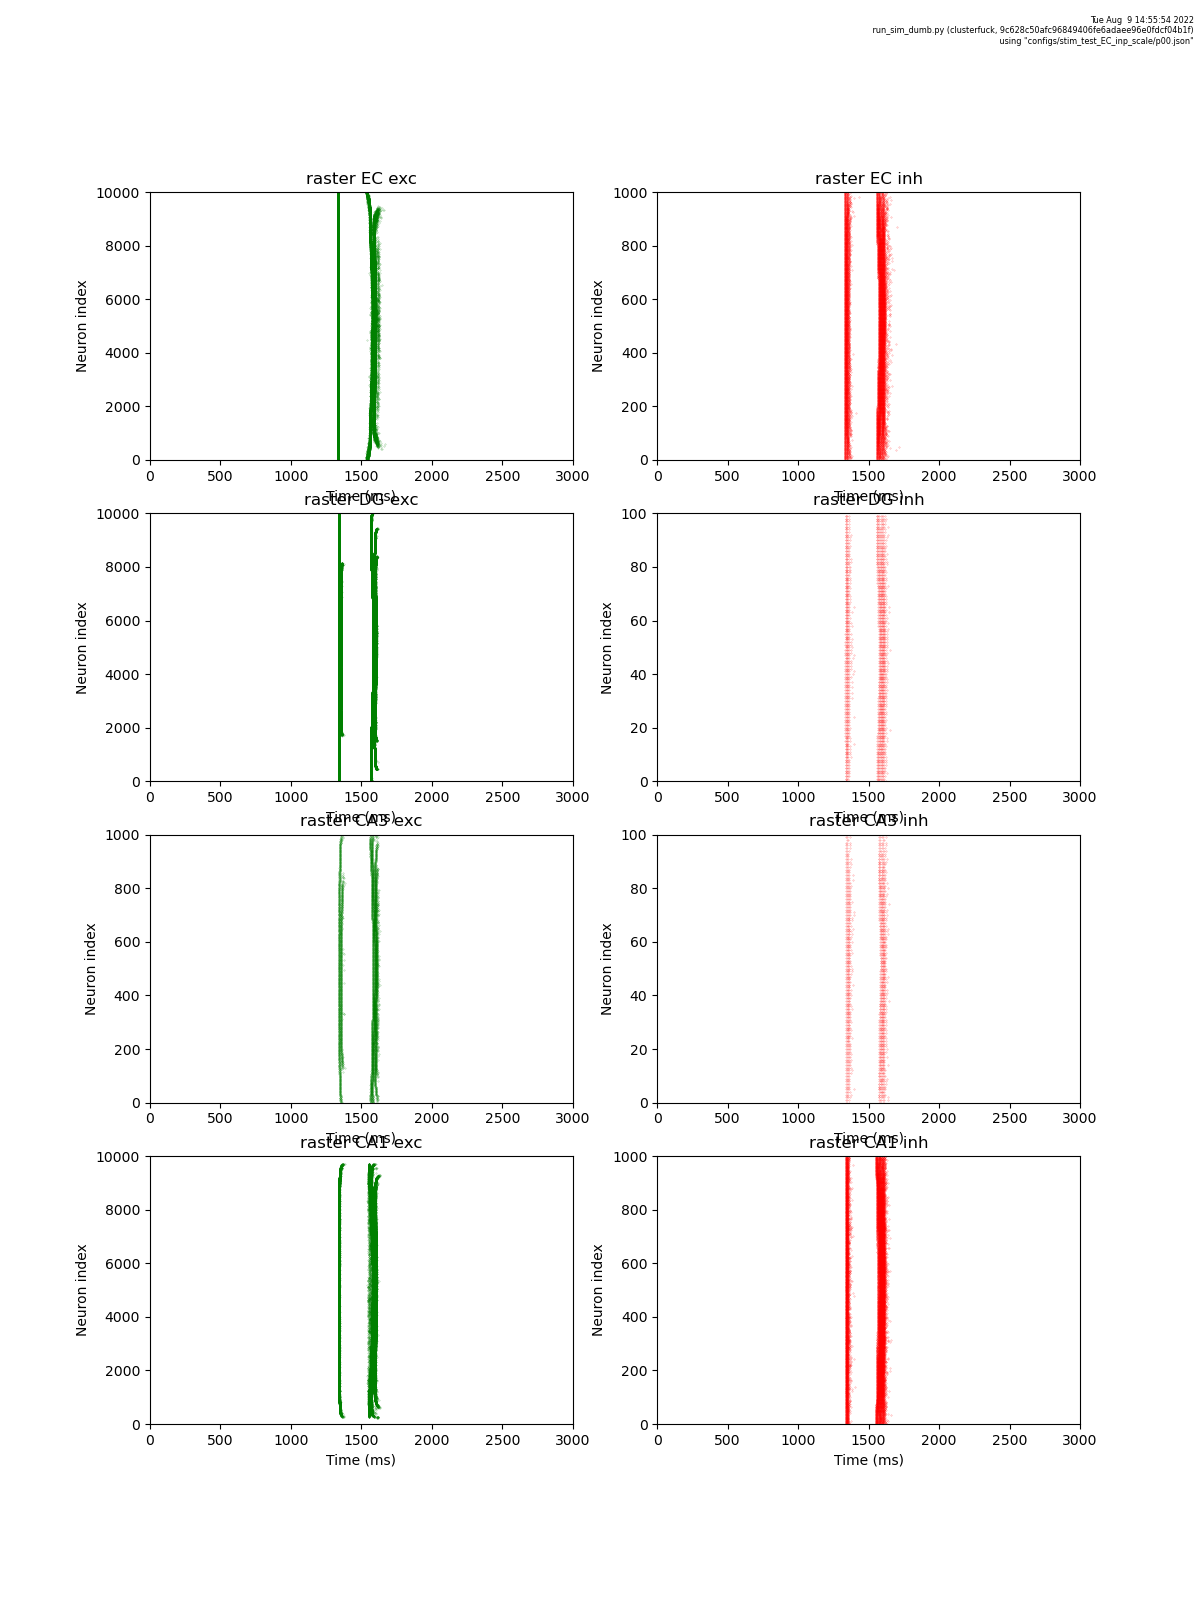 Tue Aug  9 14:55:54 2022
run_sim_dumb.py (clusterfuck, 9c628c50afc96849406fe6adaee96e0fdcf04b1f)
using "configs/stim_test_EC_inp_scale/p00.json"
raster EC exc
10000
8000
6000
4000
2000
0
Neuron index
0 500 1000 1500 2000 2500 3000
Time (ms)
raster EC inh
1000
800
600
400
200
0
Neuron index
0 500 1000 1500 2000 2500 3000
Time (ms)
raster DG exc
10000
8000
6000
4000
2000
0
Neuron index
0 500 1000 1500 2000 2500 3000
Time (ms)
raster DG inh
100
80
60
40
20
0
Neuron index
0 500 1000 1500 2000 2500 3000
Time (ms)
raster CA3 exc
1000
800
600
400
200
0
Neuron index
0 500 1000 1500 2000 2500 3000
Time (ms)
raster CA3 inh
100
80
60
40
20
0
Neuron index
0 500 1000 1500 2000 2500 3000
Time (ms)
raster CA1 exc
10000
8000
6000
4000
2000
0
Neuron index
0 500 1000 1500 2000 2500 3000
Time (ms)
raster CA1 inh
1000
800
600
400
200
0
Neuron index
0 500 1000 1500 2000 2500 3000
Time (ms)